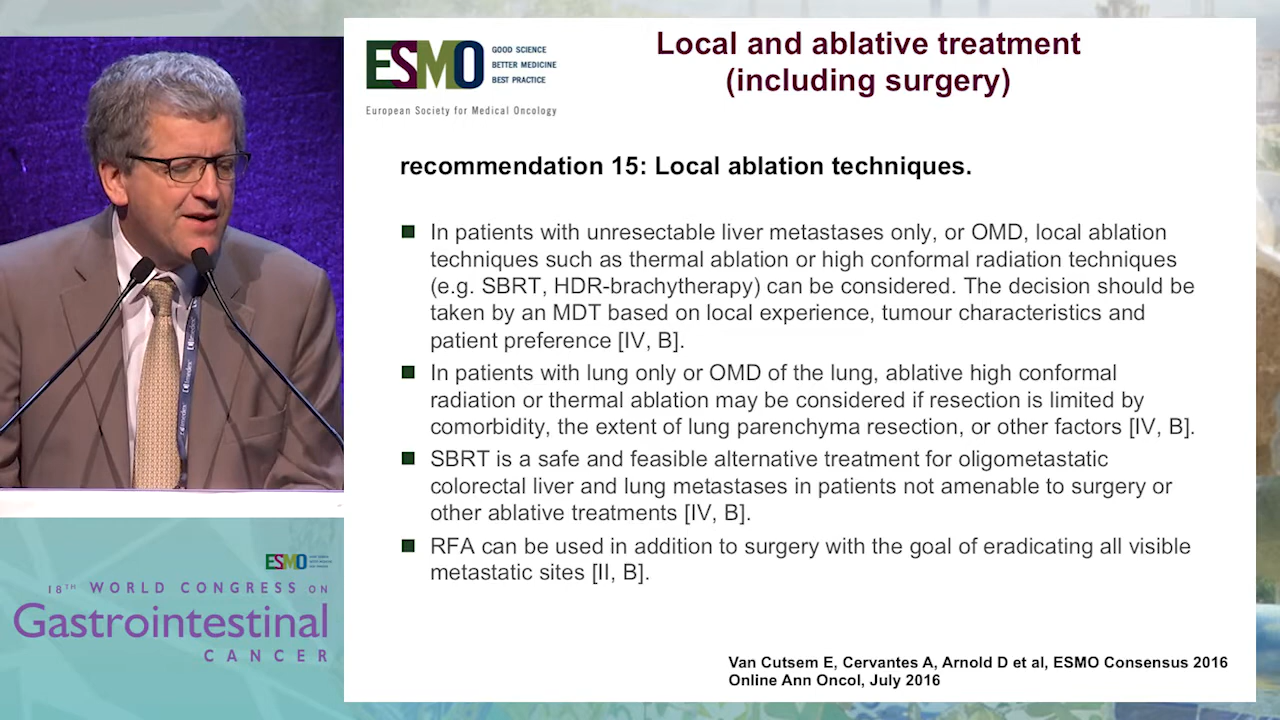 ESMO
GOOD SCIENCE
BETTER MEDICINE
BEST PRACTICE
European Society for Medical Oncology
Local and ablative treatment
(including surgery)
recommendation 15: Local ablation techniques.
In patients with unresectable liver metastases only, or OMD, local ablation
techniques such as thermal ablation or high conformal radiation techniques
(e.g. SBRT, HDR-brachytherapy) can be considered. The decision should be
taken by an MDT based on local experience, tumour characteristics and
patient preference [IV, B].
In patients with lung only or OMD of the lung, ablative high conformal
radiation or thermal ablation may be considered if resection is limited by
comorbidity, the extent of lung parenchyma resection, or other factors [IV, B].
SBRT is a safe and feasible alternative treatment for oligometastatic
colorectal liver and lung metastases in patients not amenable to surgery or
other ablative treatments [IV, B].
RFA can be used in addition to surgery with the goal of eradicating all visible
metastatic sites [II, B].
Van Cutsem E, Cervantes A, Arnold D et al, ESMO Consensus 2016
Online Ann Oncol, July 2016
imedex
ESMO
18TH WORLD CONGRESS ON
Gastrointestinal
CANCER